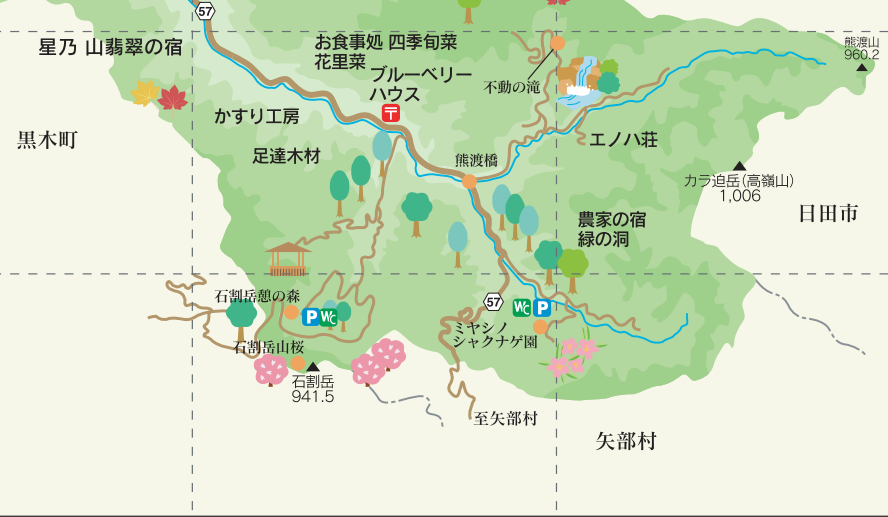 57
星乃 山翡翠の宿
お食事処 四季旬菜
花里菜
ブルーベリー
ハウス
不動の滝
熊渡山
960.2
かすり工房
黒木町
足達木材
熊渡橋
エノハ荘
カラ迫岳(高嶺山)
1,006
日田市
農家の宿
緑の洞
石割岳憩の森
57
P
WC
WC
P
ミヤシノ
シャクナゲ園
石割岳山桜
石割岳
941.5
至矢部村
矢部村